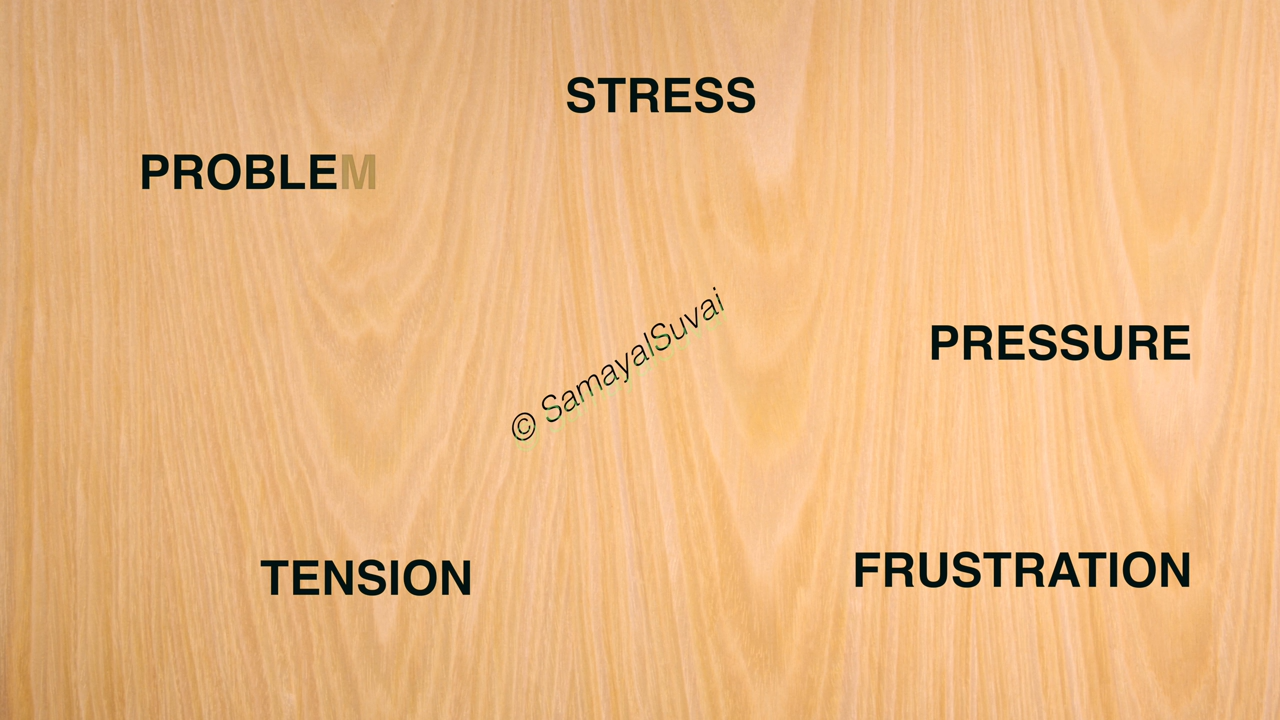 STRESS
PROBLEM
PRESSURE
© SamayalSuvai
FRUSTRATION
TENSION